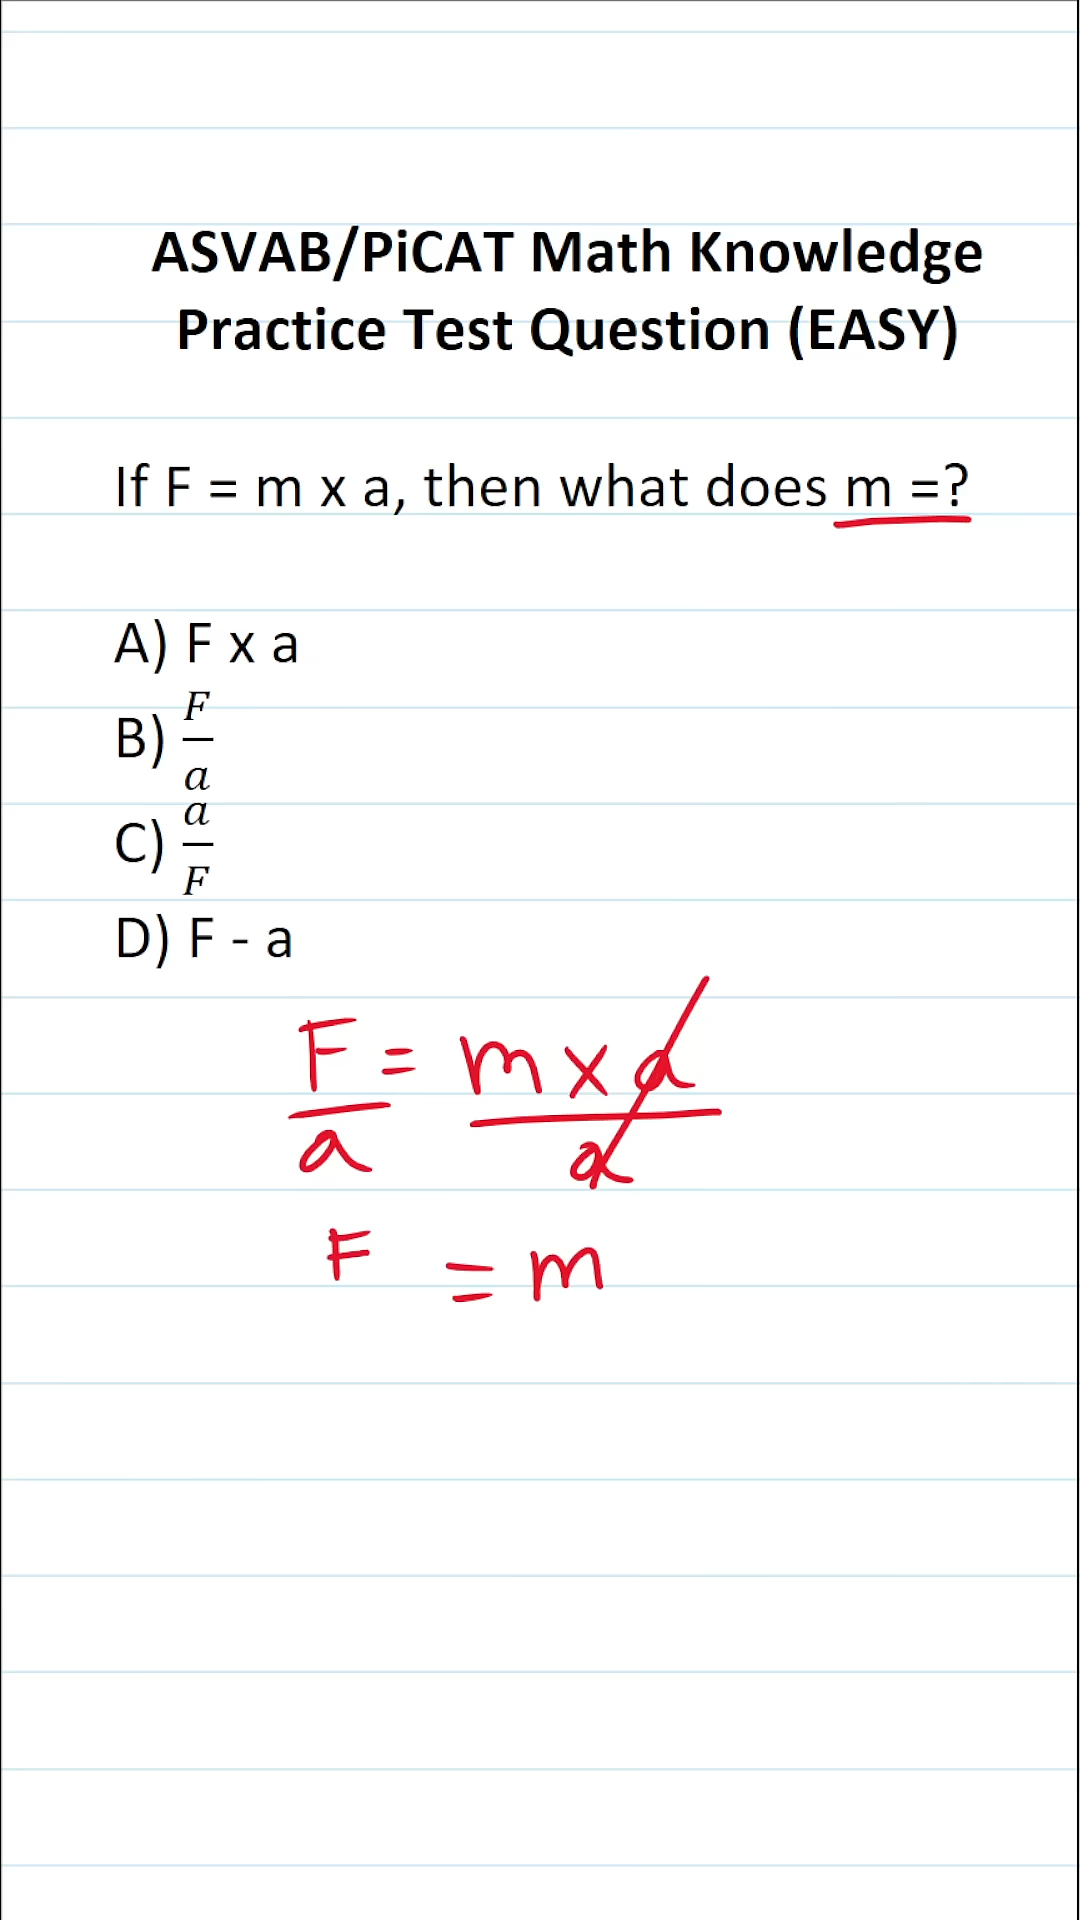 ASVAB/PiCAT Math Knowledge
Practice Test Question (EASY)
If F = m x a, then what does m =?
A) F x a
B) F/a
C) a/F
D) F - a
F = m x a
a a
F = m